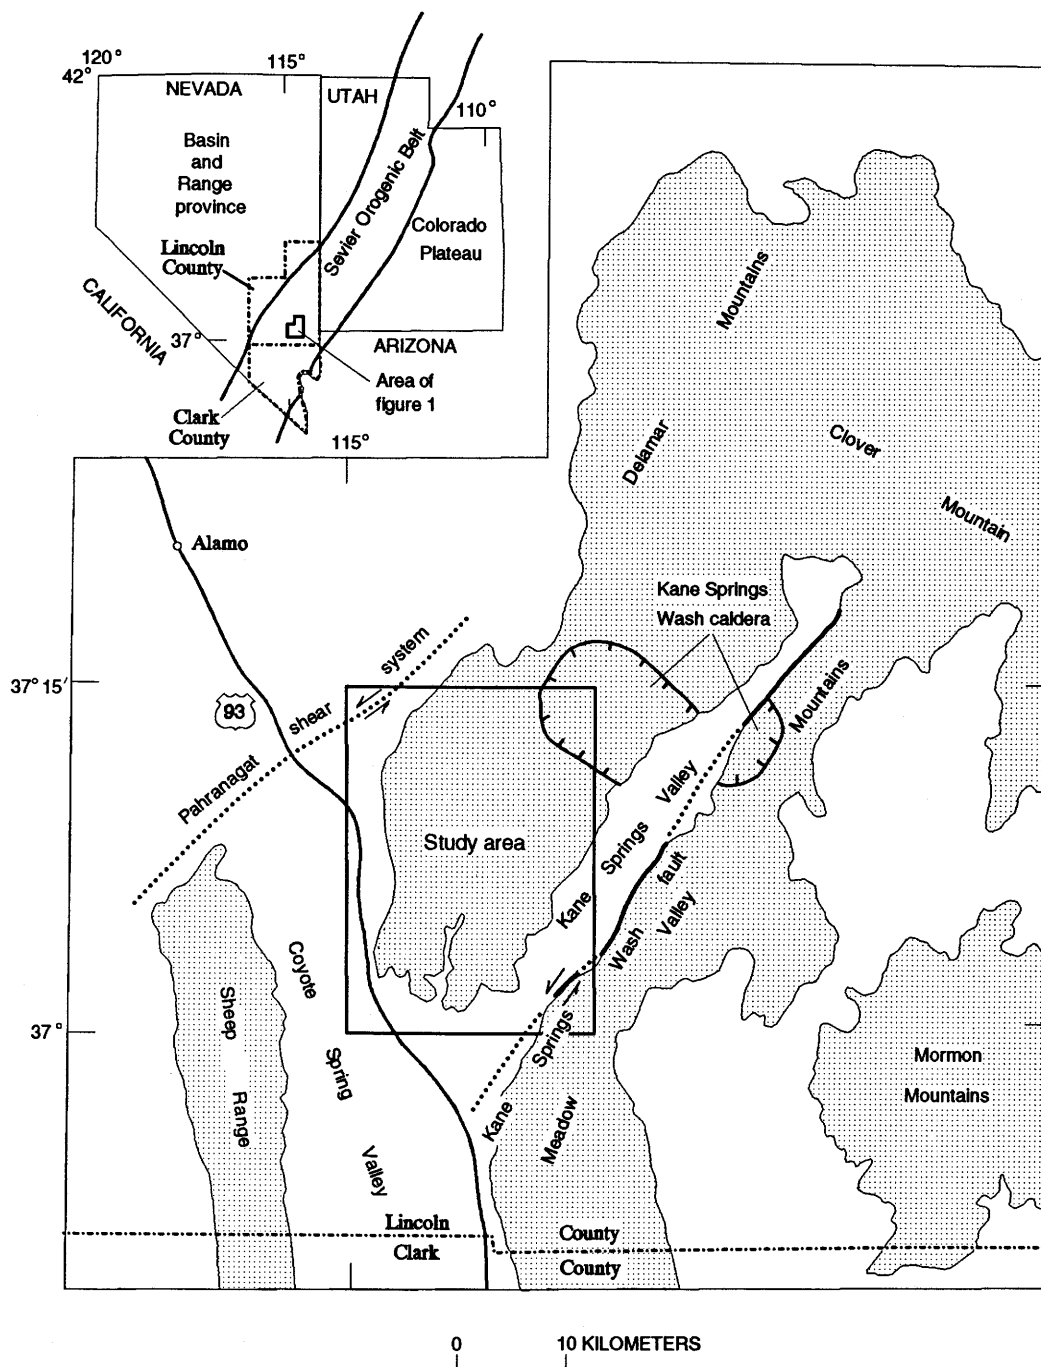 120°
115°
42°
NEVADA
UTAH
110°
Basin
and
Range
province
Sevier Orogenic Belt
Colorado
Plateau
Lincoln
County
CALIFORNIA
37°
ARIZONA
Area of
figure 1
Clark
County
115°
Delamar
Mountains
Clover
Mountain
Alamo
Kane Springs
Wash caldera
37° 15′
93
Pahranagat
shear
system
Mountains
Study area
Kane
Springs
Valley
Kane
Springs
Wash
fault
Meadow
Valley
Coyote
Spring
Valley
Sheep
Range
37°
Mormon
Mountains
Lincoln
County
Clark
County
0
10 KILOMETERS